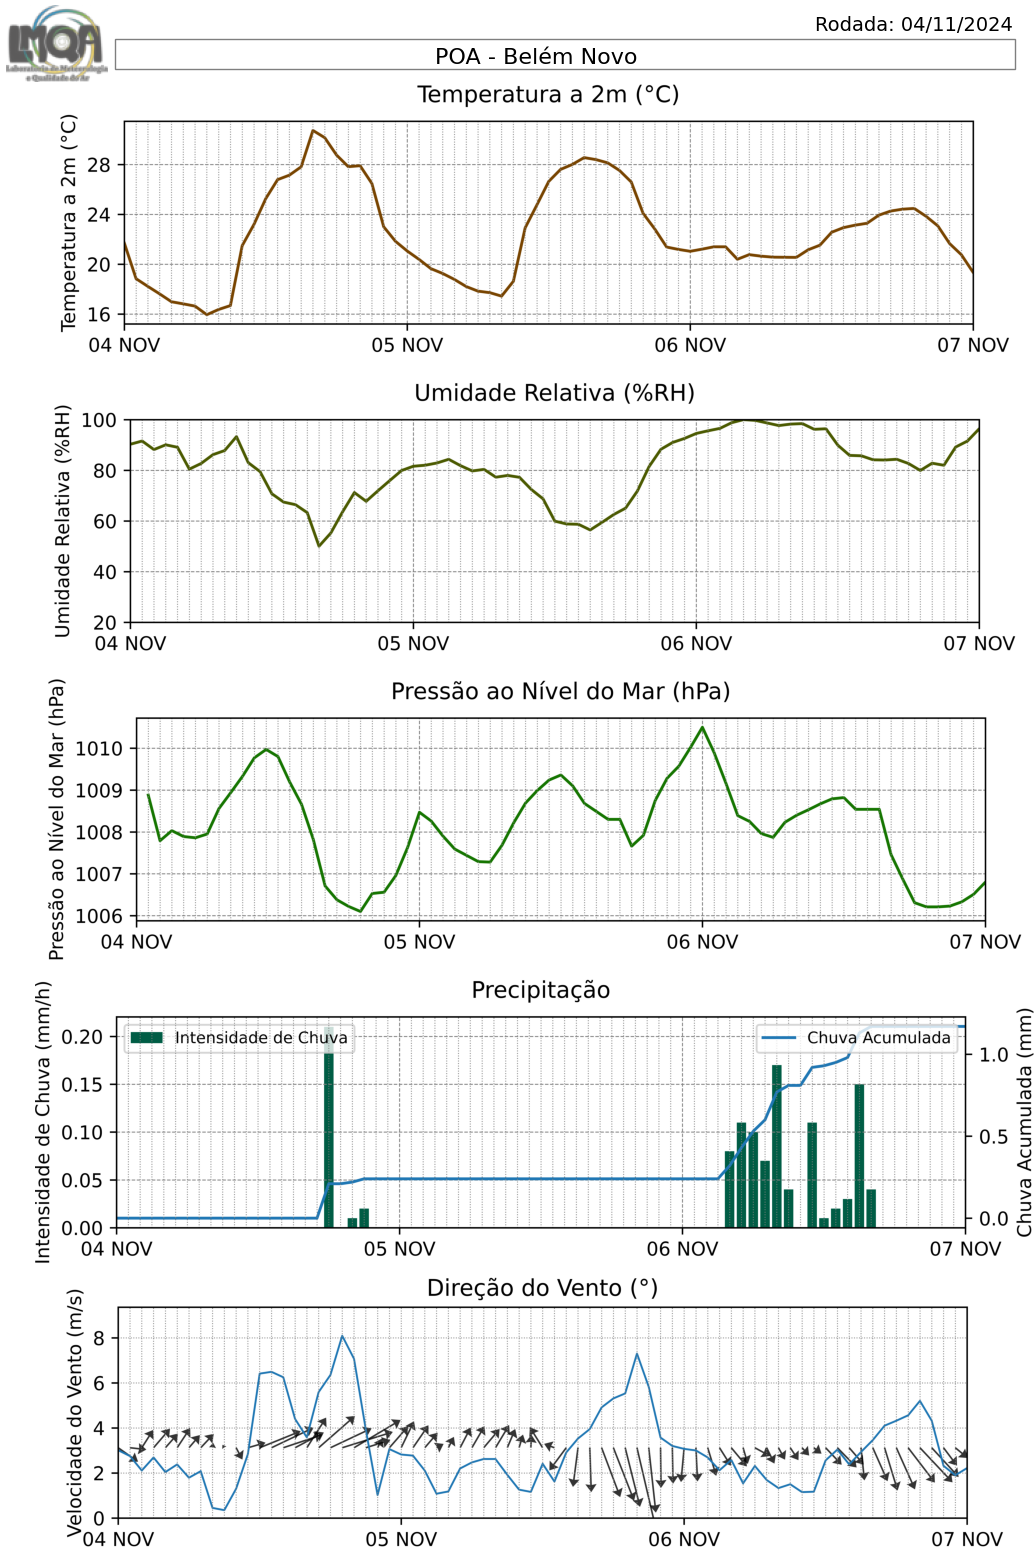 LMQA
Laboratório de Meteorologia
e Qualidade do Ar
Rodada: 04/11/2024
POA - Belém Novo
Temperatura a 2m (°C)
Temperatura a 2m (°C)
28
24
20
16
04 NOV 05 NOV 06 NOV 07 NOV
Umidade Relativa (%RH)
Umidade Relativa (%RH)
100
80
60
40
20
04 NOV 05 NOV 06 NOV 07 NOV
Pressão ao Nível do Mar (hPa)
Pressão ao Nível do Mar (hPa)
1010
1009
1008
1007
1006
04 NOV 05 NOV 06 NOV 07 NOV
Precipitação
Intensidade de Chuva (mm/h)
0.20
0.15
0.10
0.05
0.00
Intensidade de Chuva
Chuva Acumulada
1.0
0.5
0.0
Chuva Acumulada (mm)
04 NOV 05 NOV 06 NOV 07 NOV
Direção do Vento (°)
Velocidade do Vento (m/s)
8
6
4
2
0
04 NOV 05 NOV 06 NOV 07 NOV